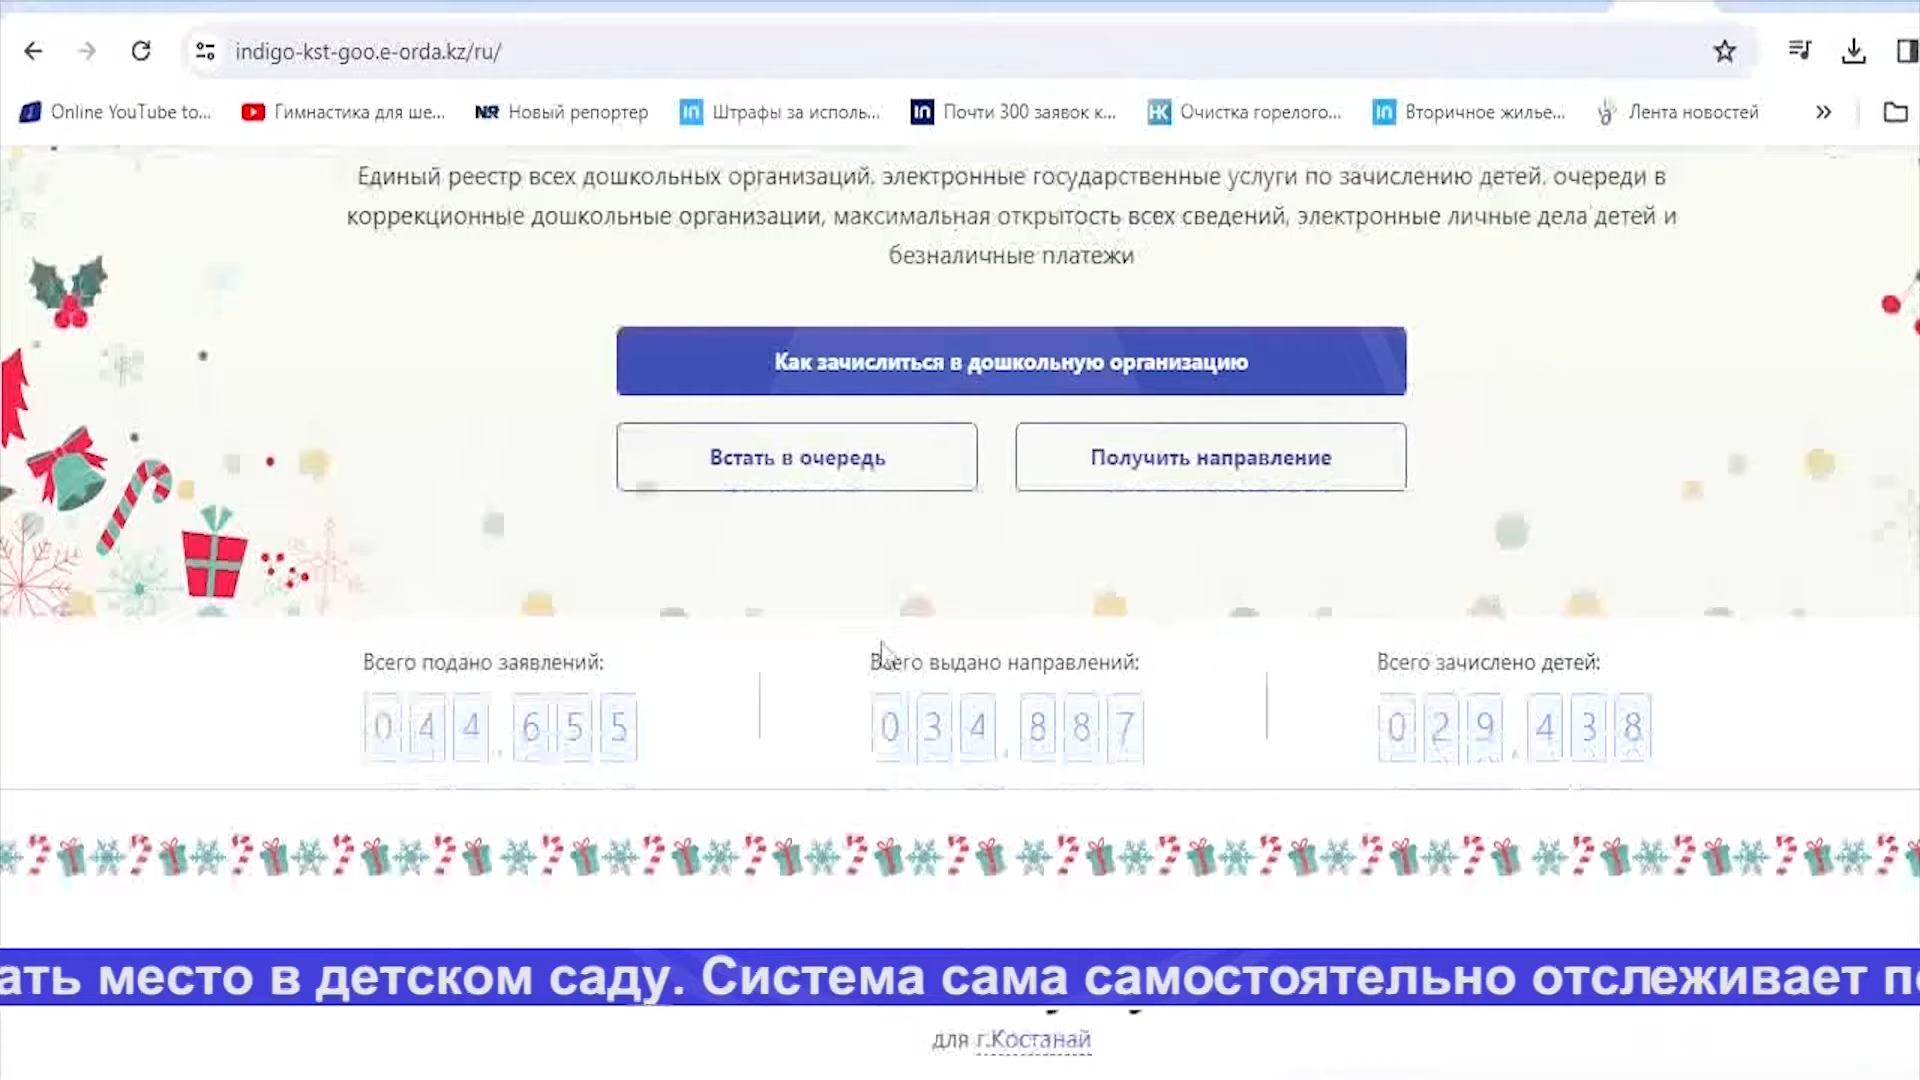 indigo-kst-goo.e-orda.kz/ru/
Online YouTube to...
Гимнастика для ше...
NR Новый репортер
in Штрафы за исполь...
in Почти 300 заявок к...
НК Очистка горелого...
in Вторичное жилье...
Лента новостей
Единый реестр всех дошкольных организаций, электронные государственные услуги по зачислению детей, очереди в
коррекционные дошкольные организации, максимальная открытость всех сведений, электронные личные дела детей и
безналичные платежи
Как зачислиться в дошкольную организацию
Встать в очередь
Получить направление
Всего подано заявлений:
044.655
Всего выдано направлений:
034.887
Всего зачислено детей:
029.438
ать место в детском саду. Система сама самостоятельно отслеживает
для г.Костанай